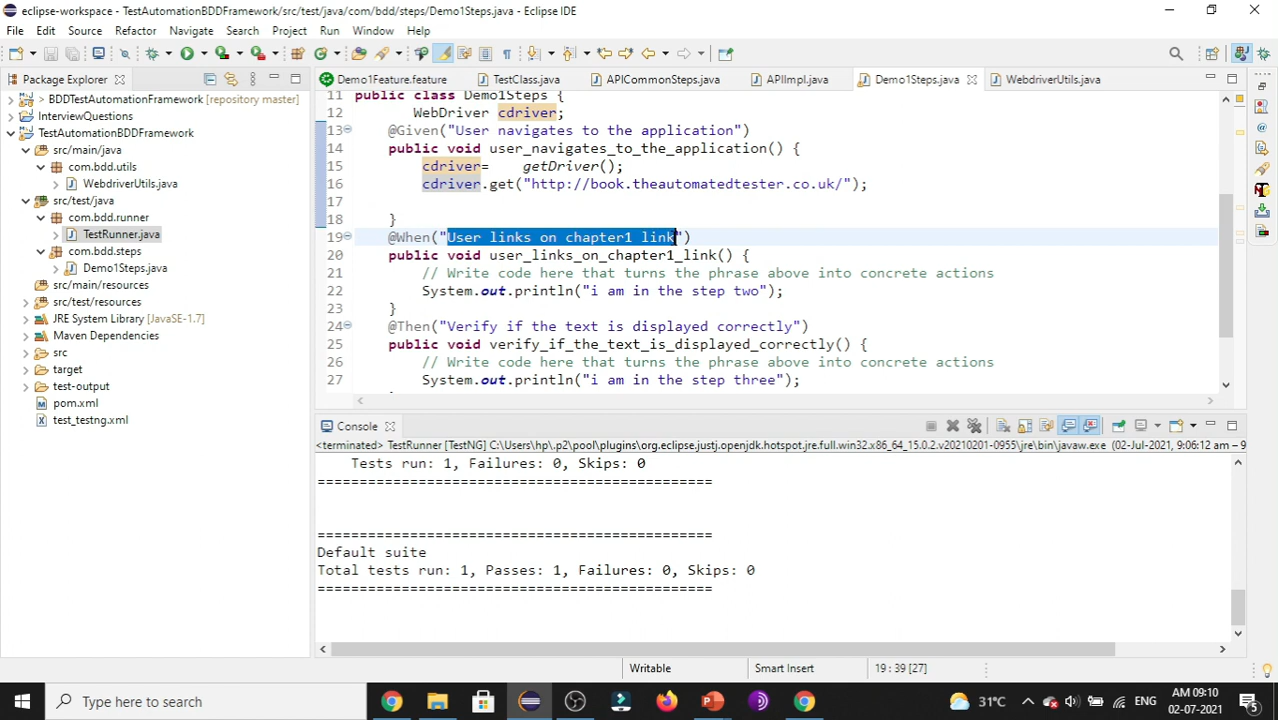 eclipse-workspace - TestAutomationBDDFramework/src/test/java/com/bdd/steps/Demo1Steps.java - Eclipse IDE
File Edit Source Refactor Navigate Search Project Run Window Help
Package Explorer
Demo1Feature.feature TestClass.java APICommonSteps.java APIImpl.java Demo1Steps.java WebdriverUtils.java
> BDDTestAutomationFramework [repository master]
InterviewQuestions
TestAutomationBDDFramework
src/main/java
com.bdd.utils
WebdriverUtils.java
src/test/java
com.bdd.runner
TestRunner.java
com.bdd.steps
Demo1Steps.java
src/main/resources
src/test/resources
JRE System Library [JavaSE-1.7]
Maven Dependencies
src
target
test-output
pom.xml
test_testng.xml
11 public class Demo1Steps {
12 WebDriver cdriver;
13 @Given("User navigates to the application")
14 public void user_navigates_to_the_application() {
15 cdriver= getDriver();
16 cdriver.get("http://book.theautomatedtester.co.uk/");
17
18 }
19 @When("User links on chapter1 link")
20 public void user_links_on_chapter1_link() {
21 // Write code here that turns the phrase above into concrete actions
22 System.out.println("i am in the step two");
23 }
24 @Then("Verify if the text is displayed correctly")
25 public void verify_if_the_text_is_displayed_correctly() {
26 // Write code here that turns the phrase above into concrete actions
27 System.out.println("i am in the step three");
Console
<terminated> TestRunner [TestNG] C:\Users\hp\.p2\pool\plugins\org.eclipse.justj.openjdk.hotspot.jre.full.win32.x86_64_15.0.2.v20210201-0955\jre\bin\javaw.exe (02-Jul-2021, 9:06:12 am – 9
Tests run: 1, Failures: 0, Skips: 0
===============================================
===============================================
Default suite
Total tests run: 1, Passes: 1, Failures: 0, Skips: 0
===============================================
Writable Smart Insert 19 : 39 [27]
Type here to search
31°C ENG AM 09:10
02-07-2021
5